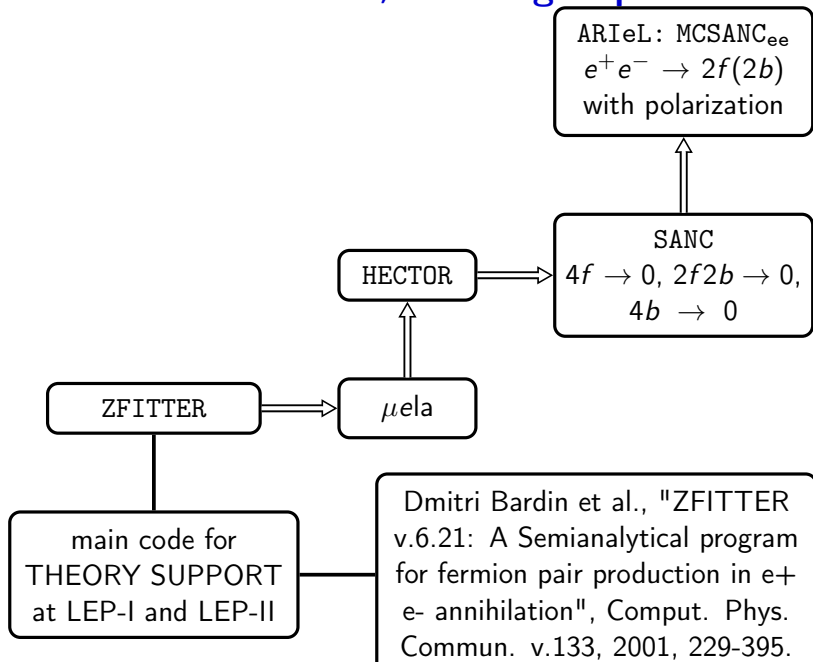 ARIeL: MCSANCₑₑ
e⁺e⁻ → 2f(2b)
with polarization
SANC
4f → 0, 2f2b → 0,
4b → 0
HECTOR
ZFITTER
μela
main code for
THEORY SUPPORT
at LEP-I and LEP-II
Dmitri Bardin et al., "ZFITTER
v.6.21: A Semianalytical program
for fermion pair production in e+
e- annihilation", Comput. Phys.
Commun. v.133, 2001, 229-395.